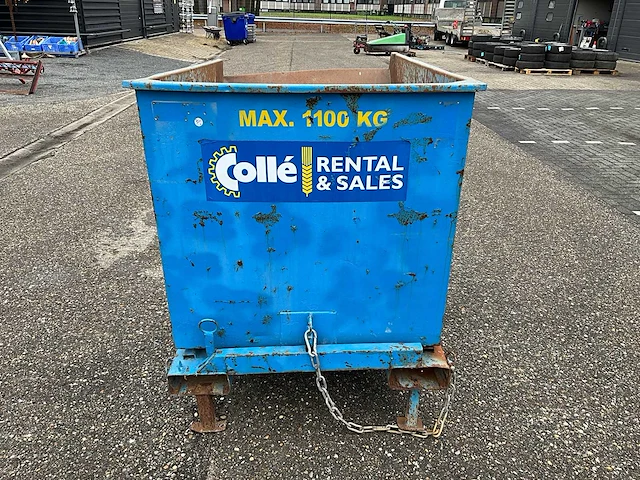 MAX. 1100 KG
Collé RENTAL
& SALES